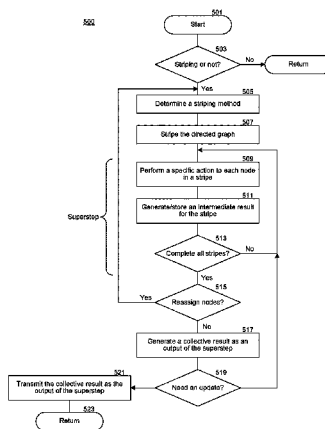 500
501
Start
503
Striping or not?
No
Return
Yes
505
Determine a striping method
507
Stripe the directed graph
509
Perform a specific action to each node
in a stripe
511
Generate/store an intermediate result
for the stripe
Superstep
513
Complete all stripes?
No
Yes
515
Reassign nodes?
Yes
No
517
Generate a collective result as an
output of the superstep
519
Need an update?
521
Transmit the collective result as the
output of the superstep
523
Return